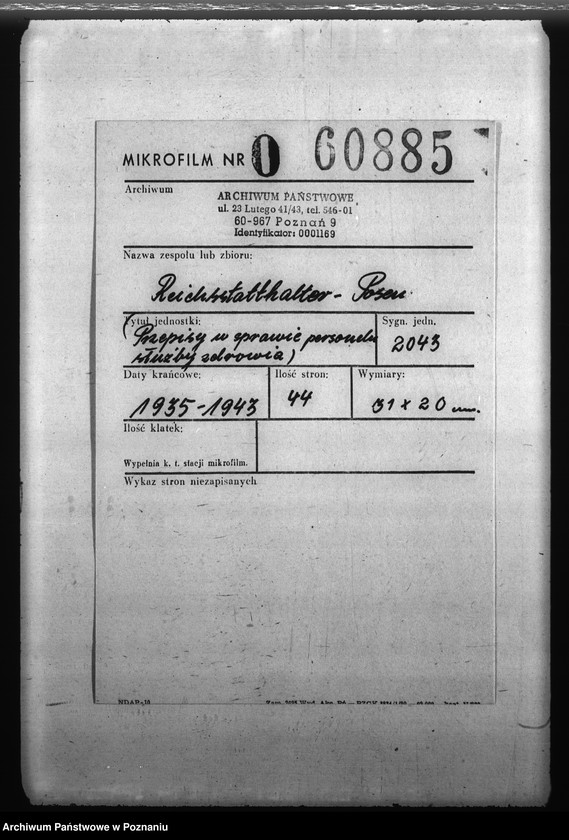 MIKROFILM NR 0 60885
Archiwum
ARCHIWUM PAŃSTWOWE
ul. 23 Lutego 41/43, tel. 546-01
60-967 Poznań 9
Identyfikator: 0001169
Nazwa zespołu lub zbioru:
Reichsstatthalter - Posen
Tytuł jednostki:
(Przepisy w sprawie personelu
służby zdrowia)
Sygn. jedn.
2043
Daty krańcowe:
1935-1943
Ilość stron:
44
Wymiary:
31 x 20
Ilość klatek:
Wypełnia k. t. stacji mikrofilm.
Wykaz stron niezapisanych
NDAP-10
Archiwum Państwowe w Poznaniu